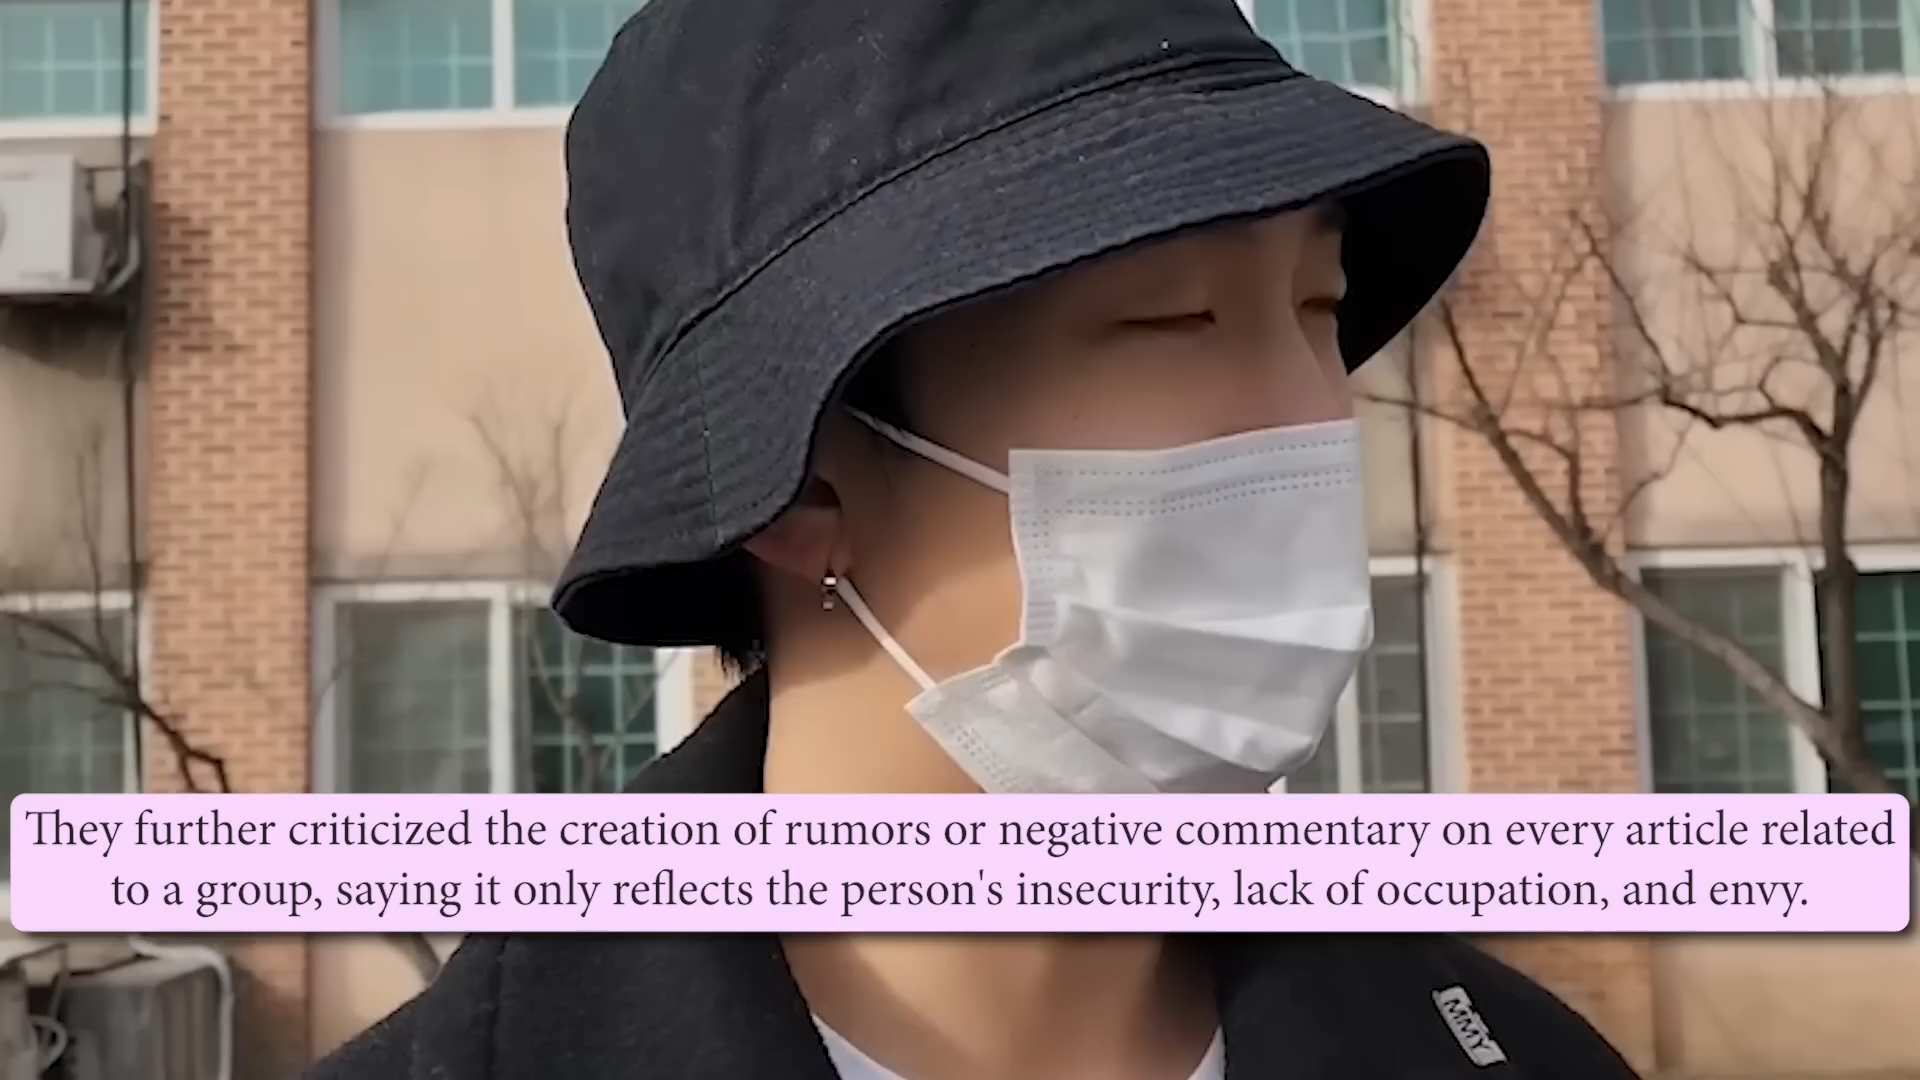 They further criticized the creation of rumors or negative commentary on every article related
to a group, saying it only reflects the person's insecurity, lack of occupation, and envy.
MMY